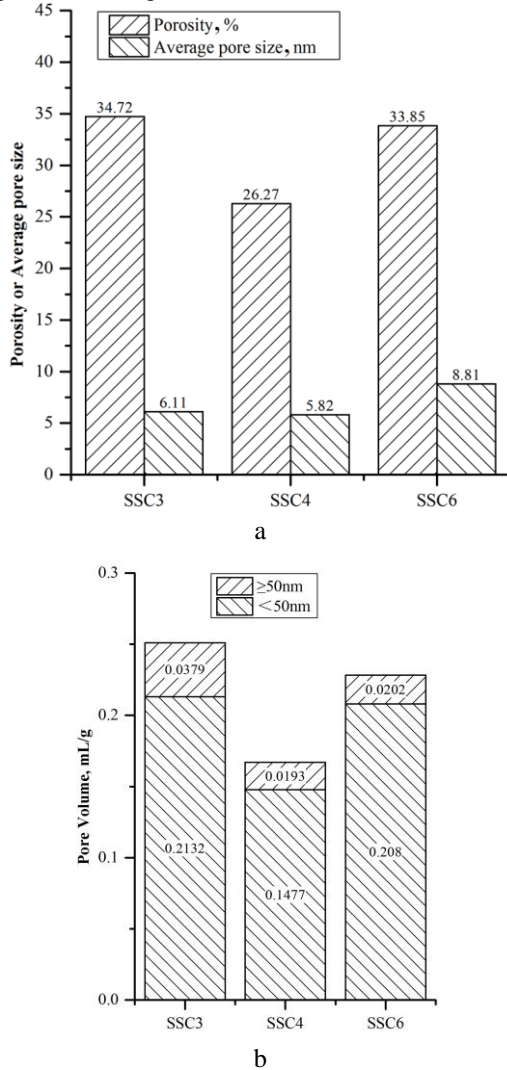 45
40
35
30
25
20
15
10
5
0
Porosity or Average pore size
Porosity, %
Average pore size, nm
34.72
6.11
26.27
5.82
33.85
8.81
SSC3 SSC4 SSC6
a
0.3
0.2
0.1
0.0
Pore Volume, mL/g
≥50nm
<50nm
0.0379
0.2132
0.0193
0.1477
0.0202
0.208
SSC3 SSC4 SSC6
b